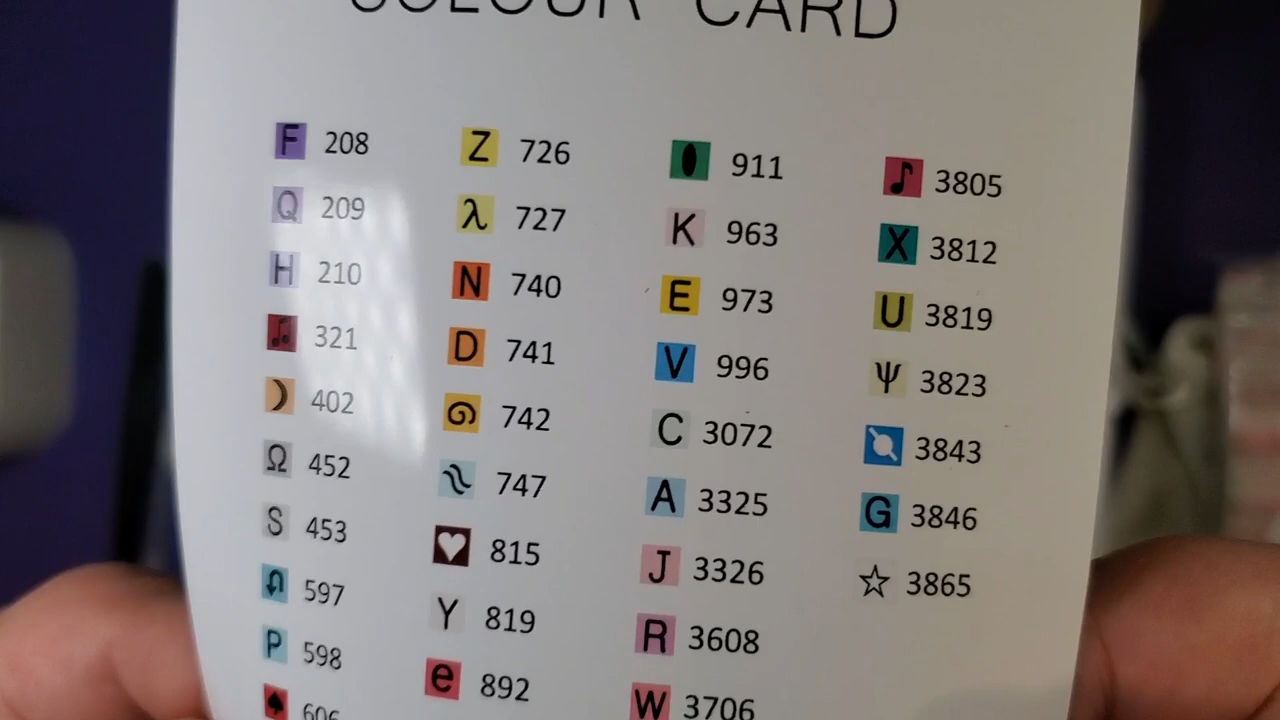 COLOUR CARD
F 208
Q 209
H 210
♫ 321
☽ 402
Ω 452
S 453
597
P 598
♠ 606
Z 726
λ 727
N 740
D 741
742
747
♥ 815
Y 819
e 892
911
K 963
E 973
V 996
C 3072
A 3325
J 3326
R 3608
W 3706
♪ 3805
X 3812
U 3819
Ψ 3823
3843
G 3846
☆ 3865